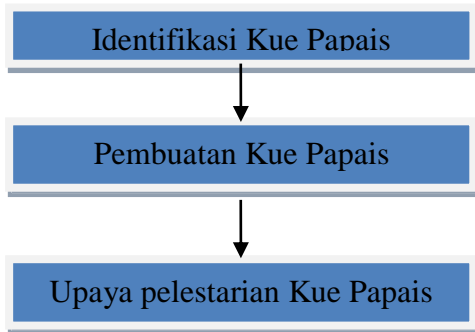 Identifikasi Kue Papais
Pembuatan Kue Papais
Upaya pelestarian Kue Papais